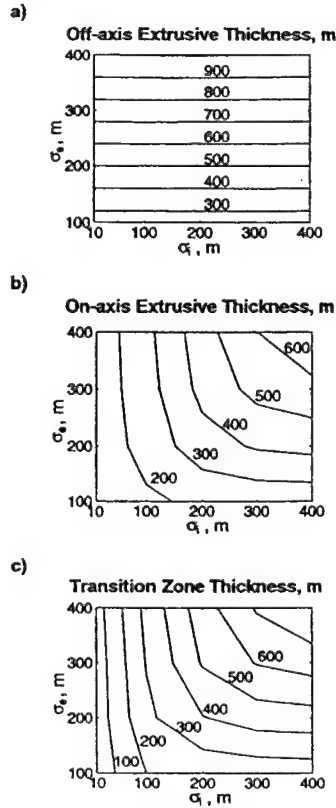 a)
Off-axis Extrusive Thickness, m
400
900
800
300
700
600
200
500
400
300
100
10 100 200 300 400
σe, m
σi, m
b)
On-axis Extrusive Thickness, m
400
600
300
500
400
200
300
200
100
10 100 200 300 400
σe, m
σi, m
c)
Transition Zone Thickness, m
400
600
300
500
400
200
300
200
100
100
10 100 200 300 400
σe, m
σi, m